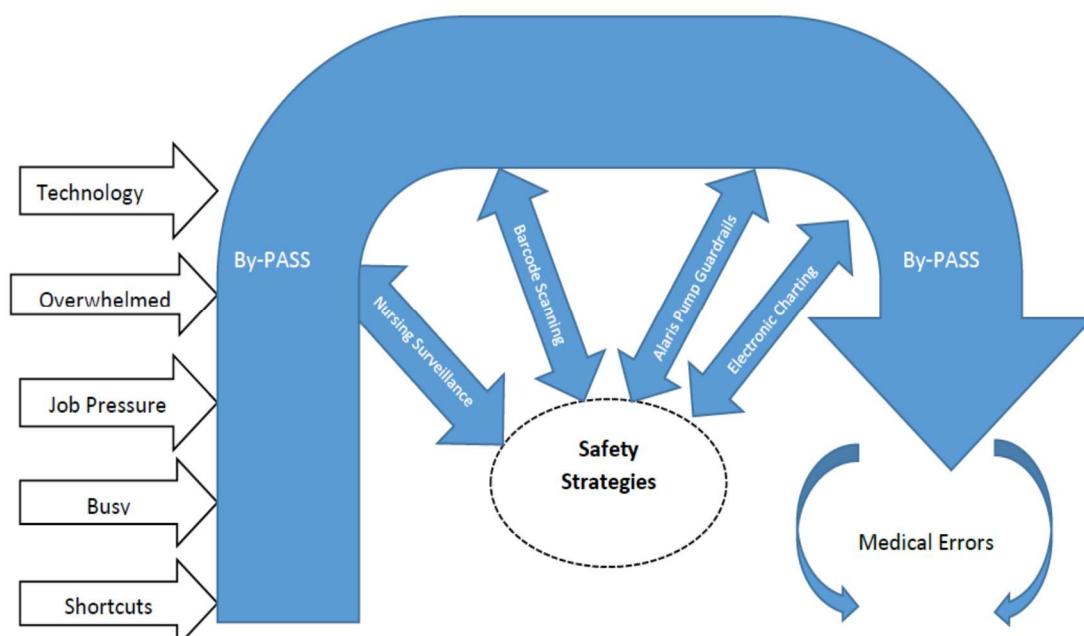 Technology
Overwhelmed
Job Pressure
Busy
Shortcuts
By-PASS
Nursing Surveillance
Barcode Scanning
Alaris Pump Guardrails
Electronic Charting
Safety
Strategies
By-PASS
Medical Errors